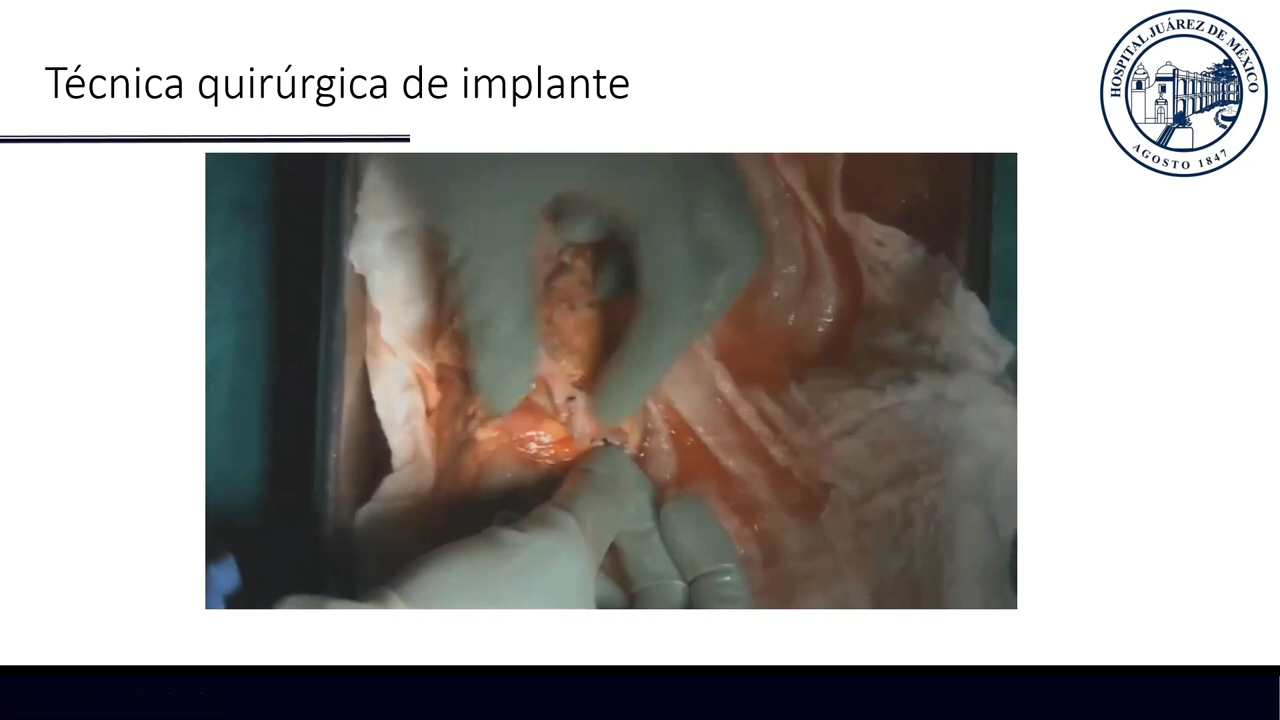 Técnica quirúrgica de implante
HOSPITAL JUÁREZ DE MÉXICO
AGOSTO 1847